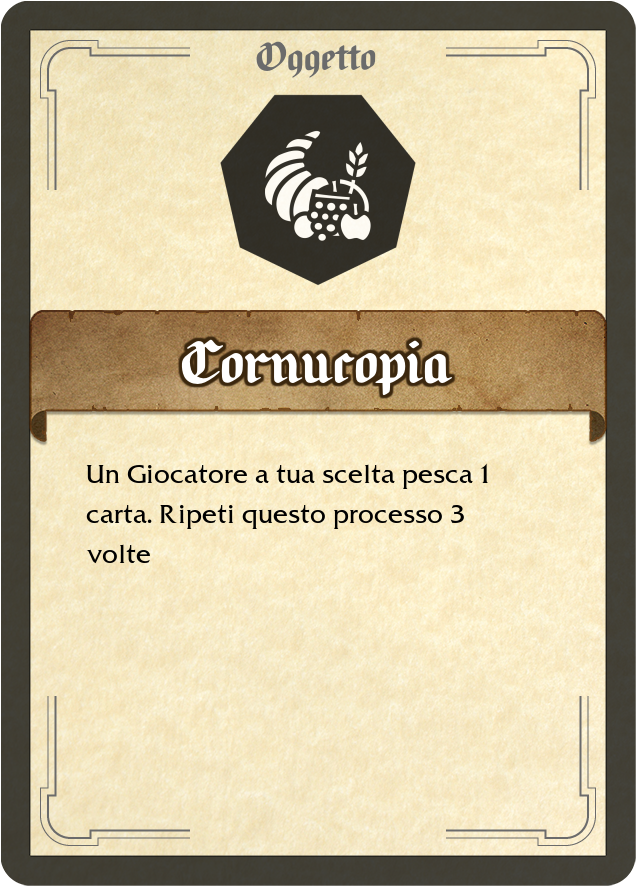 Oggetto
Cornucopia
Un Giocatore a tua scelta pesca 1
carta. Ripeti questo processo 3
volte